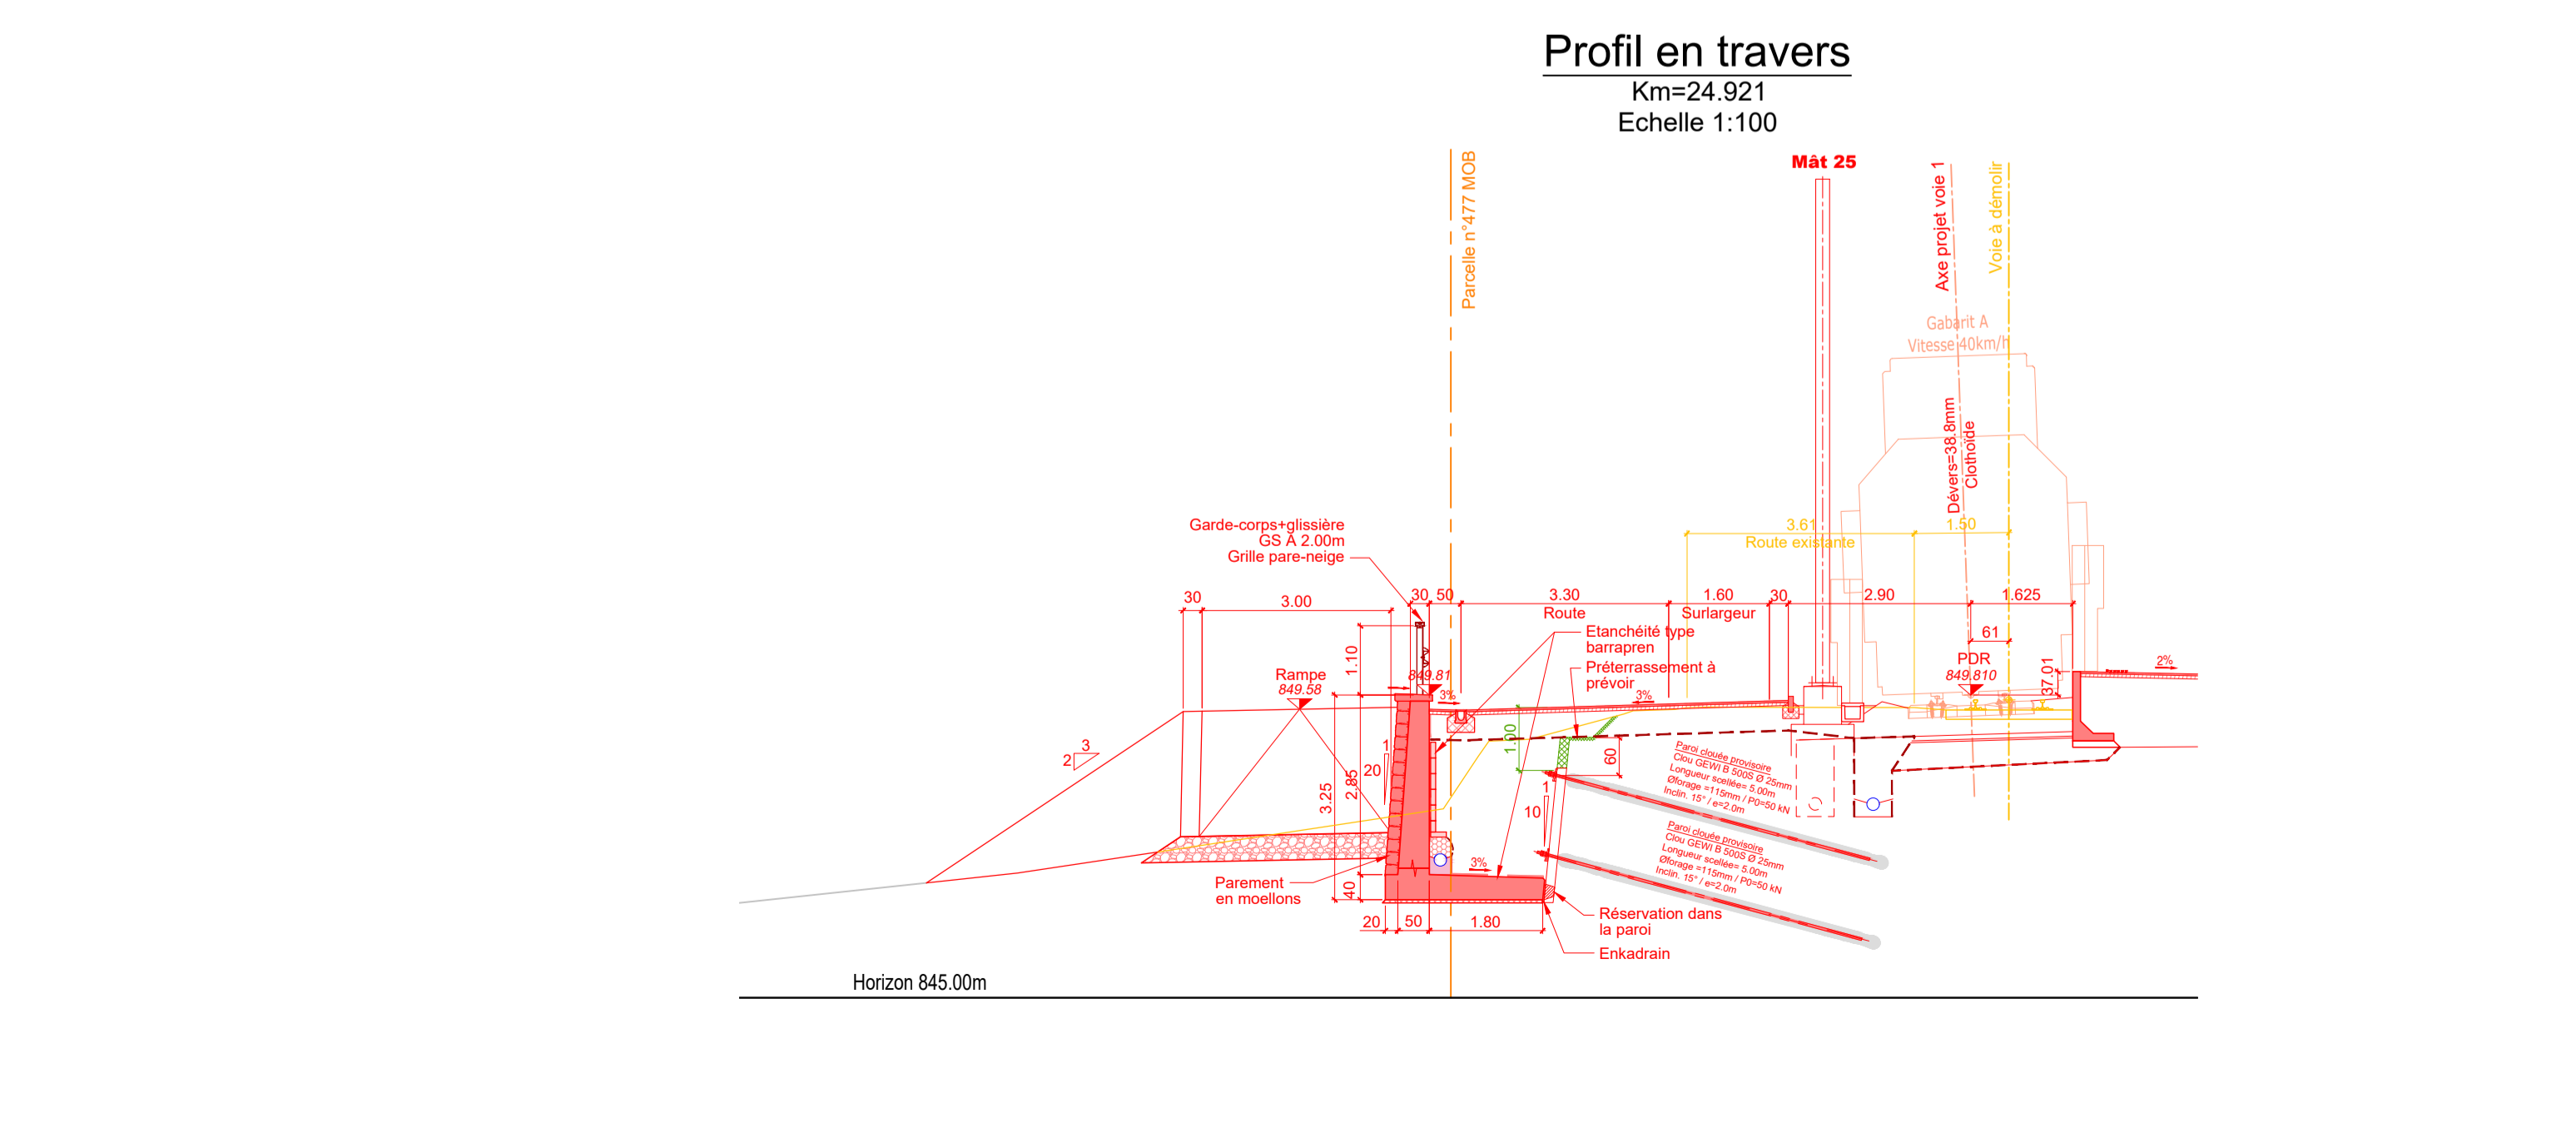 Profil en travers
Km=24.921
Echelle 1:100
Parcelle n°477 MOB
Mât 25
Axe projet voie 1
Voie à démolir
Gabarit A
Vitesse 40km/h
Dévers=38.8mm
Clothoïde
3.61
1.50
Route existante
Garde-corps+glissière
GS A 2.00m
Grille pare-neige
30
3.00
30
50
3.30
1.60
30
2.90
1.625
Route
Surlargeur
61
Etanchéité type
barrapren
Préterrassement à
prévoir
1.10
Rampe
849.58
849.81
PDR
849.810
37.01
2%
3%
3%
3
2
1
20
2.85
3.25
1.00
60
1
10
Paroi clouée provisoire
Clou GEWI B 500S Ø 25mm
Longueur scellée= 5.00m
Øforage =115mm / P0=50 kN
Inclin. 15° / e=2.0m
Paroi clouée provisoire
Clou GEWI B 500S Ø 25mm
Longueur scellée= 5.00m
Øforage =115mm / P0=50 kN
Inclin. 15° / e=2.0m
3%
Parement
en moellons
40
20
50
1.80
Réservation dans
la paroi
Enkadrain
Horizon 845.00m